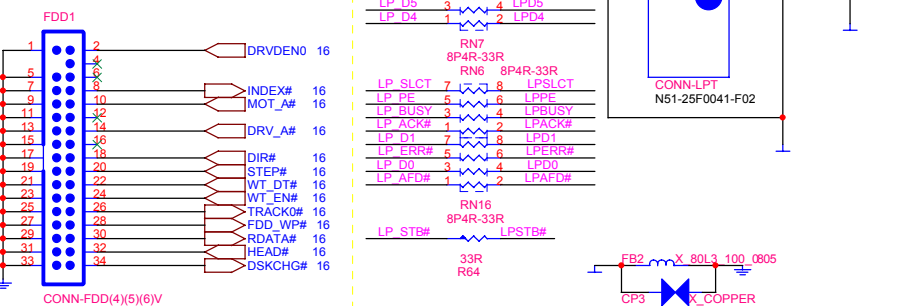 FDD1
1 2 DRVDEN0 16
4
5 6
7 8 INDEX# 16
9 10 MOT_A# 16
11 12
13 14 DRV_A# 16
15 16
17 18 DIR# 16
19 20 STEP# 16
21 22 WT_DT# 16
23 24 WT_EN# 16
25 26 TRACK0# 16
27 28 FDD_WP# 16
29 30 RDATA# 16
31 32 HEAD# 16
33 34 DSKCHG# 16
CONN-FDD(4)(5)(6)V
LP_D5 3 4 LPD5
LP_D4 1 2 LPD4
RN7
8P4R-33R
RN6 8P4R-33R
LP_SLCT 7 8 LPSLCT
LP_PE 5 6 LPPE
LP_BUSY 3 4 LPBUSY
LP_ACK# 1 2 LPACK#
LP_D1 7 8 LPD1
LP_ERR# 5 6 LPERR#
LP_D0 3 4 LPD0
LP_AFD# 1 2 LPAFD#
RN16
8P4R-33R
LP_STB# LPSTB#
33R
R64
CONN-LPT
N51-25F0041-F02
FB2 X_80L3_100_0805
CP3 X_COPPER